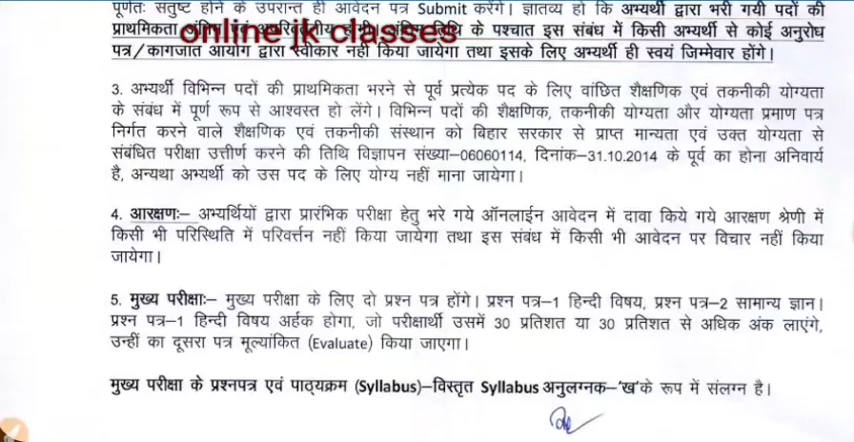 पूर्णतः सतुष्ट होने के उपरान्त ही आवेदन पत्र Submit करेंगे। ज्ञातव्य हो कि अभ्यर्थी द्वारा भरी गयी पदों की
प्राथमिकता के पश्चात इस संबंध में किसी अभ्यर्थी से कोई अनुरोध
online jk classes
पत्र/कागजात आयोग द्वारा स्वीकार नहीं किया जायेगा तथा इसके लिए अभ्यर्थी ही स्वयं जिम्मेवार होंगे।
3. अभ्यर्थी विभिन्न पदों की प्राथमिकता भरने से पूर्व प्रत्येक पद के लिए वांछित शैक्षणिक एवं तकनीकी योग्यता
के संबंध में पूर्ण रूप से आश्वस्त हो लेंगे। विभिन्न पदों की शैक्षणिक, तकनीकी योग्यता और योग्यता प्रमाण पत्र
निर्गत करने वाले शैक्षणिक एवं तकनीकी संस्थान को बिहार सरकार से प्राप्त मान्यता एवं उक्त योग्यता से
संबंधित परीक्षा उत्तीर्ण करने की तिथि विज्ञापन संख्या–06060114, दिनांक–31.10.2014 के पूर्व का होना अनिवार्य
है, अन्यथा अभ्यर्थी को उस पद के लिए योग्य नहीं माना जायेगा।
4. आरक्षणः- अभ्यर्थियों द्वारा प्रारंभिक परीक्षा हेतु भरे गये ऑनलाईन आवेदन में दावा किये गये आरक्षण श्रेणी में
किसी भी परिस्थिति में परिवर्त्तन नहीं किया जायेगा तथा इस संबंध में किसी भी आवेदन पर विचार नहीं किया
जायेगा।
5. मुख्य परीक्षाः- मुख्य परीक्षा के लिए दो प्रश्न पत्र होंगे। प्रश्न पत्र–1 हिन्दी विषय, प्रश्न पत्र–2 सामान्य ज्ञान।
प्रश्न पत्र–1 हिन्दी विषय अर्हक होगा, जो परीक्षार्थी उसमें 30 प्रतिशत या 30 प्रतिशत से अधिक अंक लाएंगे,
उन्हीं का दूसरा पत्र मूल्यांकित (Evaluate) किया जाएगा।
मुख्य परीक्षा के प्रश्नपत्र एवं पाठ्यक्रम (Syllabus)–विस्तृत Syllabus अनुलग्नक-'ख'के रूप में संलग्न है।